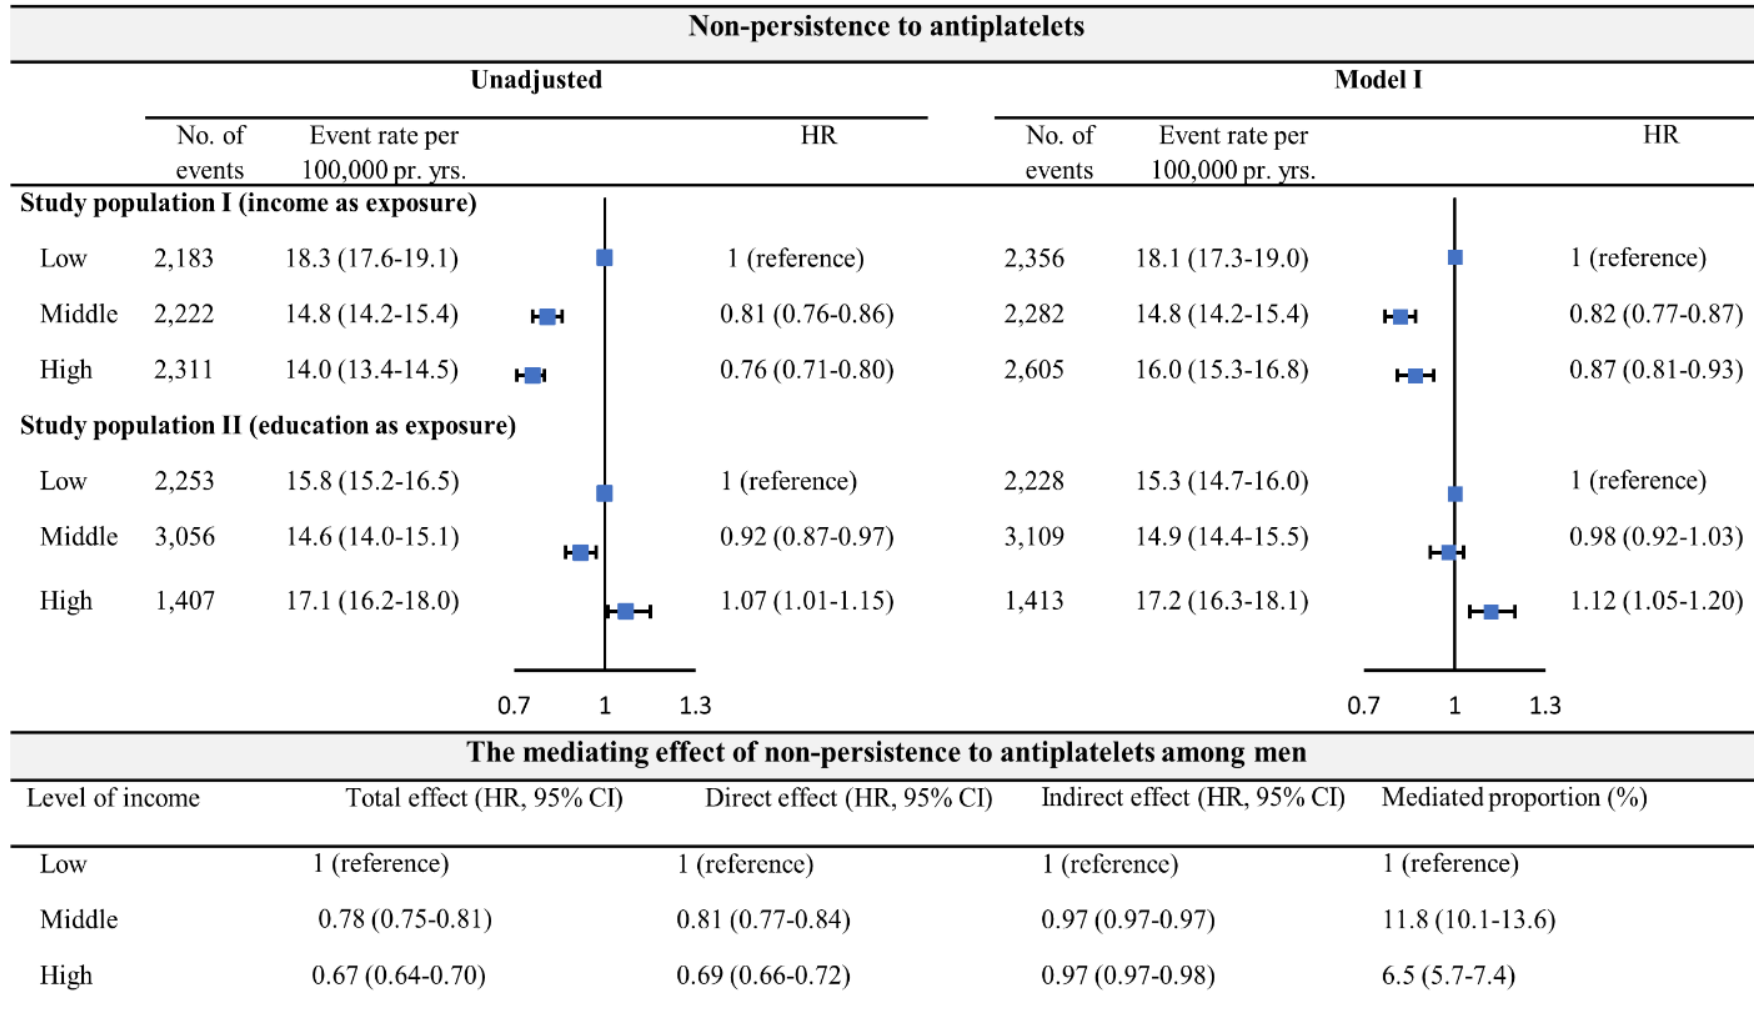 Non-persistence to antiplatelets
Unadjusted Model I
No. of events Event rate per 100,000 pr. yrs. HR No. of events Event rate per 100,000 pr. yrs. HR
Study population I (income as exposure)
Low 2,183 18.3 (17.6-19.1) 1 (reference) 2,356 18.1 (17.3-19.0) 1 (reference)
Middle 2,222 14.8 (14.2-15.4) 0.81 (0.76-0.86) 2,282 14.8 (14.2-15.4) 0.82 (0.77-0.87)
High 2,311 14.0 (13.4-14.5) 0.76 (0.71-0.80) 2,605 16.0 (15.3-16.8) 0.87 (0.81-0.93)
Study population II (education as exposure)
Low 2,253 15.8 (15.2-16.5) 1 (reference) 2,228 15.3 (14.7-16.0) 1 (reference)
Middle 3,056 14.6 (14.0-15.1) 0.92 (0.87-0.97) 3,109 14.9 (14.4-15.5) 0.98 (0.92-1.03)
High 1,407 17.1 (16.2-18.0) 1.07 (1.01-1.15) 1,413 17.2 (16.3-18.1) 1.12 (1.05-1.20)
0.7 1 1.3 0.7 1 1.3
The mediating effect of non-persistence to antiplatelets among men
Level of income Total effect (HR, 95% CI) Direct effect (HR, 95% CI) Indirect effect (HR, 95% CI) Mediated proportion (%)
Low 1 (reference) 1 (reference) 1 (reference) 1 (reference)
Middle 0.78 (0.75-0.81) 0.81 (0.77-0.84) 0.97 (0.97-0.97) 11.8 (10.1-13.6)
High 0.67 (0.64-0.70) 0.69 (0.66-0.72) 0.97 (0.97-0.98) 6.5 (5.7-7.4)